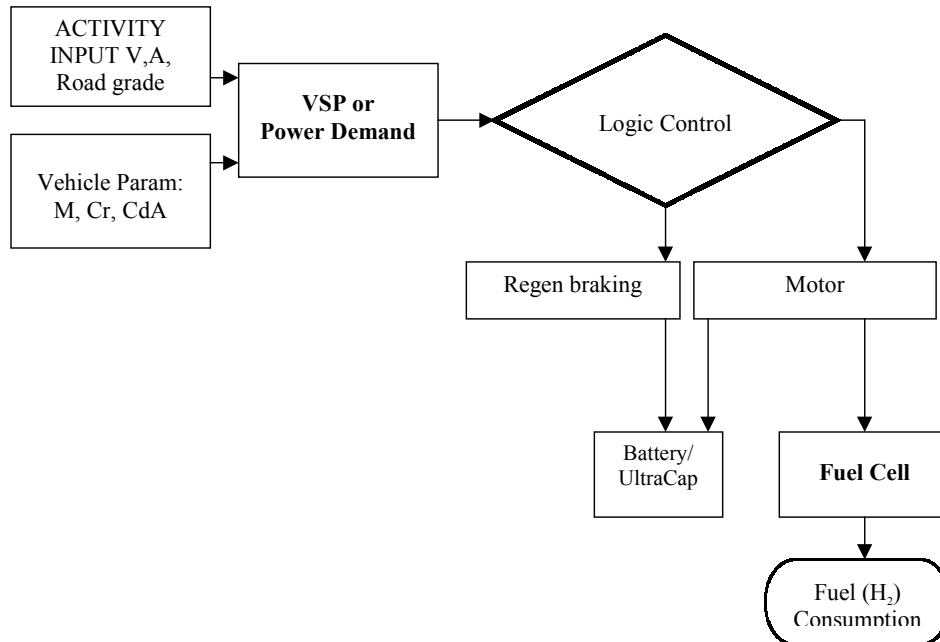 ACTIVITY
INPUT V,A,
Road grade
VSP or
Power Demand
Logic Control
Vehicle Param:
M, Cr, CdA
Regen braking
Motor
Battery/
UltraCap
Fuel Cell
Fuel (H₂)
Consumption